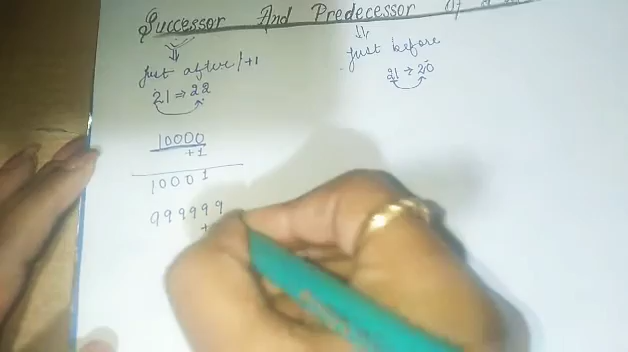 Successor And Predecessor
Just after/+1
21 ⇒ 22
Just before
21 → 20
10000
+1
10001
999999
+